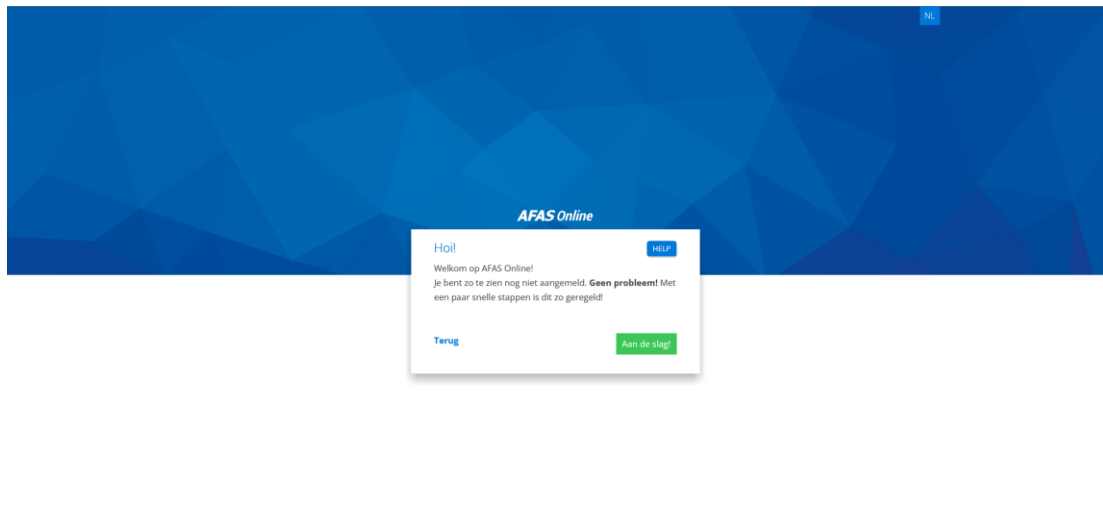 NL
AFAS Online
Hoi!
HELP
Welkom op AFAS Online!
Je bent zo te zien nog niet aangemeld. Geen probleem! Met
een paar snelle stappen is dit zo geregeld!
Terug
Aan de slag!